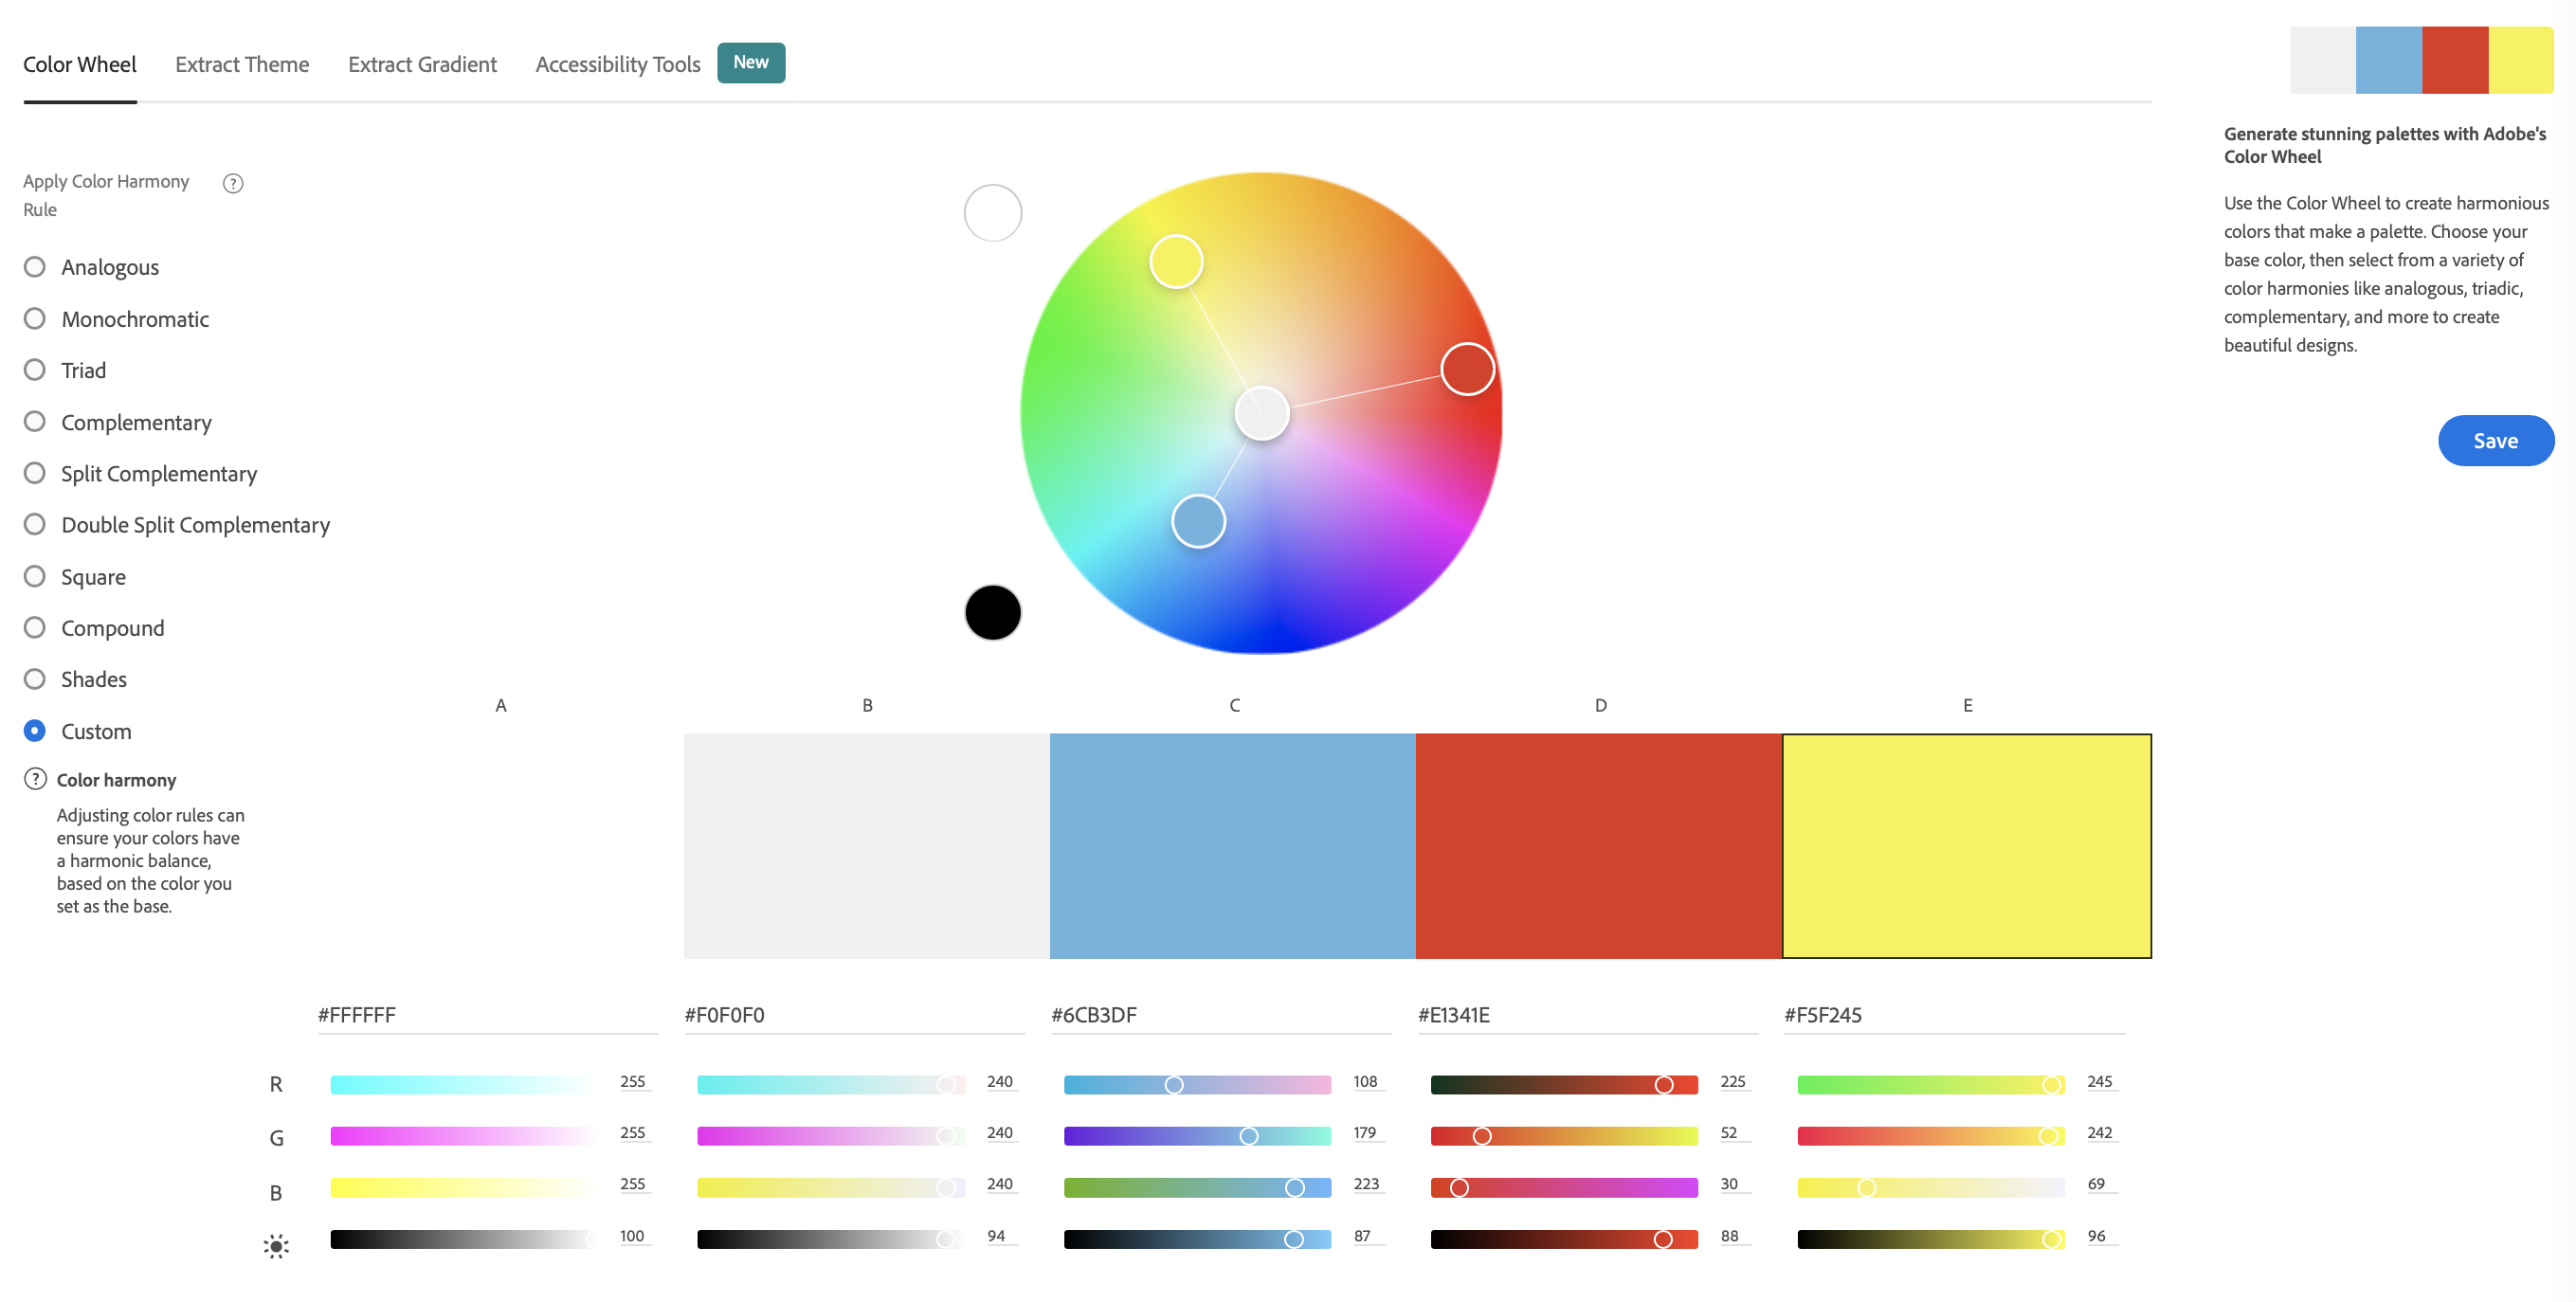 Color Wheel
Extract Theme
Extract Gradient
Accessibility Tools
New
Apply Color Harmony
Rule
?
Analogous
Monochromatic
Triad
Complementary
Split Complementary
Double Split Complementary
Square
Compound
Shades
Custom
? Color harmony
Adjusting color rules can
ensure your colors have
a harmonic balance,
based on the color you
set as the base.
Generate stunning palettes with Adobe's
Color Wheel
Use the Color Wheel to create harmonious
colors that make a palette. Choose your
base color, then select from a variety of
color harmonies like analogous, triadic,
complementary, and more to create
beautiful designs.
Save
A B C D E
#FFFFFF #F0F0F0 #6CB3DF #E1341E #F5F245
R 255 240 108 225 245
G 255 240 179 52 242
B 255 240 223 30 69
100 94 87 88 96